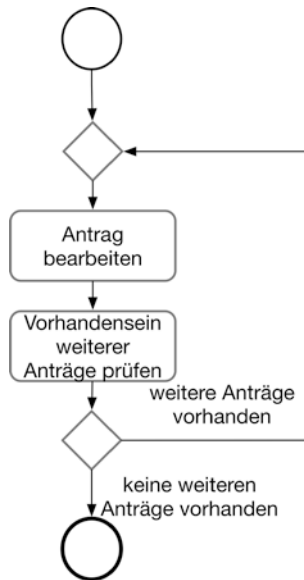 Antrag
bearbeiten
Vorhandensein
weiterer
Anträge prüfen
weitere Anträge
vorhanden
keine weiteren
Anträge vorhanden